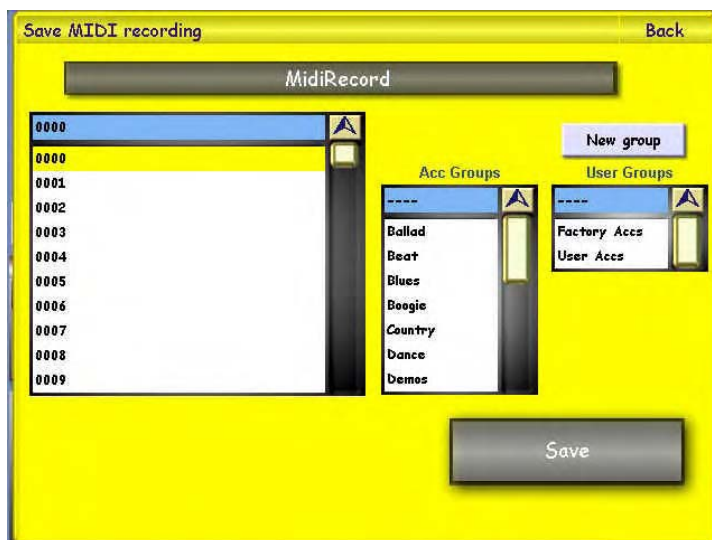 Save MIDI recording
Back
MidiRecord
0000
0000
0001
0002
0003
0004
0005
0006
0007
0008
0009
New group
Acc Groups
----
Ballad
Beat
Blues
Boogie
Country
Dance
Demos
User Groups
----
Factory Accs
User Accs
Save